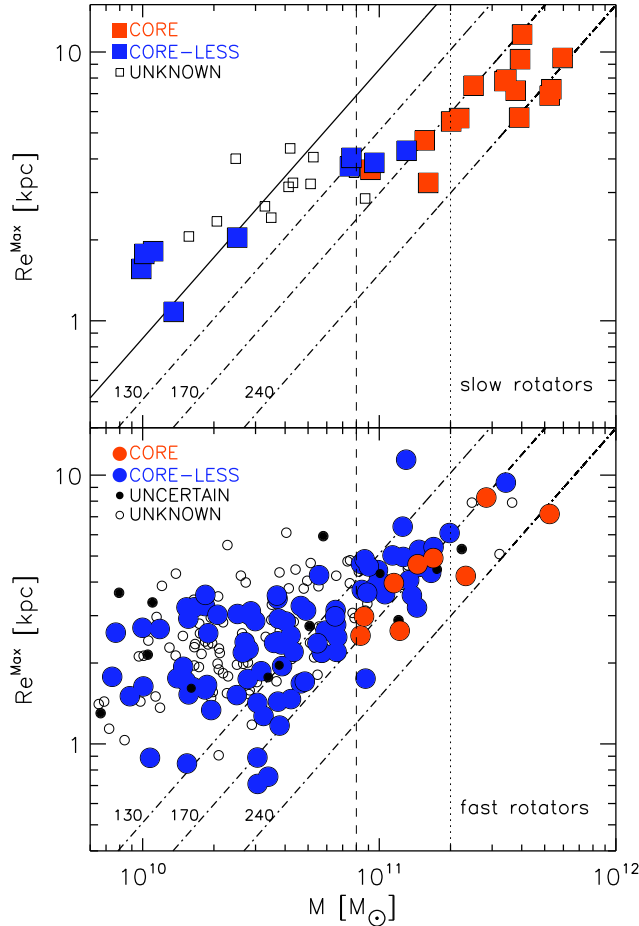 10
1
Re^Max [kpc]
CORE
CORE-LESS
UNKNOWN
130
170
240
slow rotators
10
1
Re^Max [kpc]
CORE
CORE-LESS
UNCERTAIN
UNKNOWN
130
170
240
fast rotators
10^10
10^11
10^12
M [M_⊙]